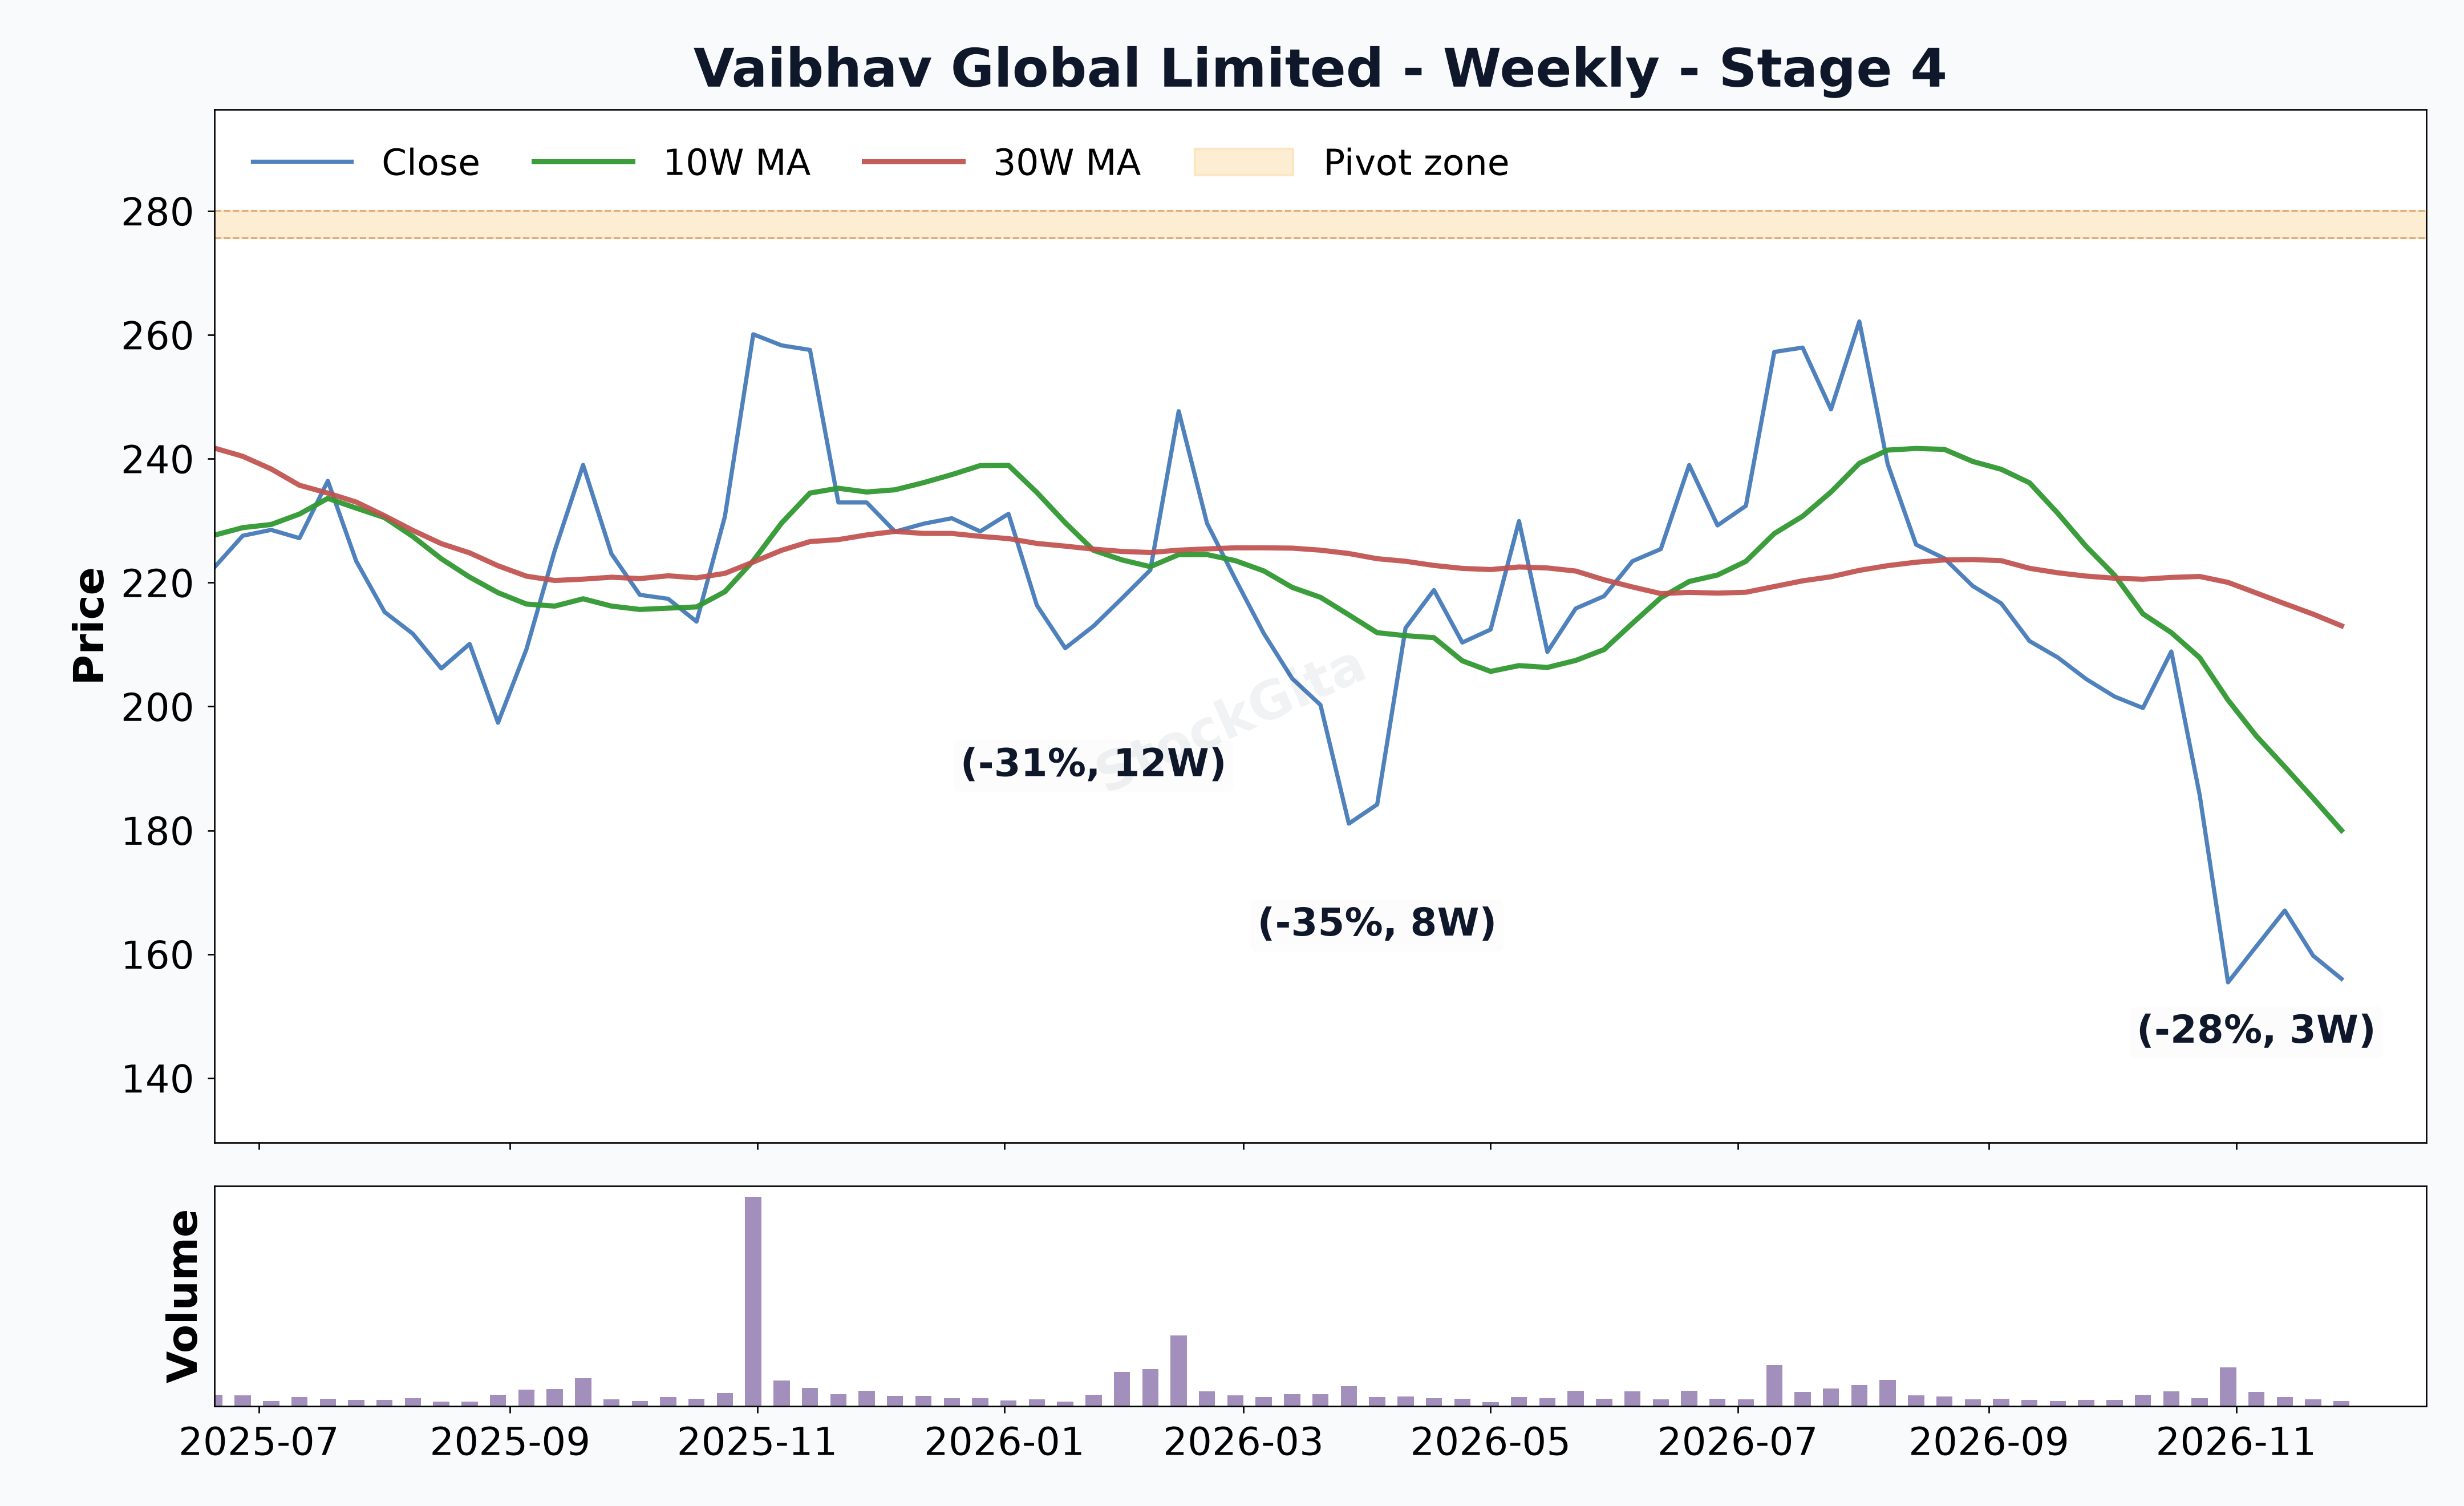 Vaibhav Global Limited - Weekly - Stage 4
Close 10W MA 30W MA Pivot zone
280
260
240
220
200
180
160
140
Price
StockGita
(-31%, 12W)
(-35%, 8W)
(-28%, 3W)
Volume
2025-07 2025-09 2025-11 2026-01 2026-03 2026-05 2026-07 2026-09 2026-11